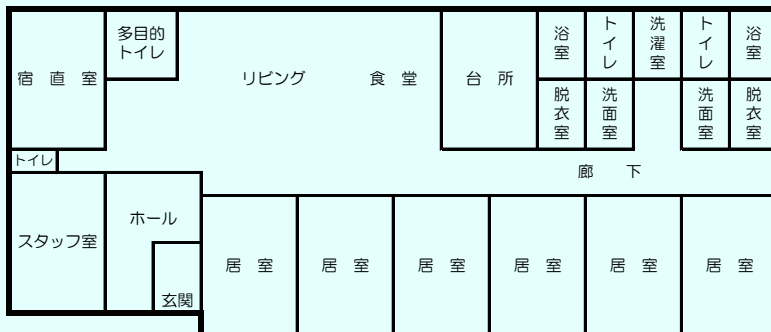 宿 直 室
多目的
トイレ
リビング
食 堂
台 所
浴室
トイレ
洗濯室
トイレ
浴室
脱衣室
洗面室
洗面室
脱衣室
トイレ
廊 下
スタッフ室
ホール
玄関
居 室
居 室
居 室
居 室
居 室
居 室